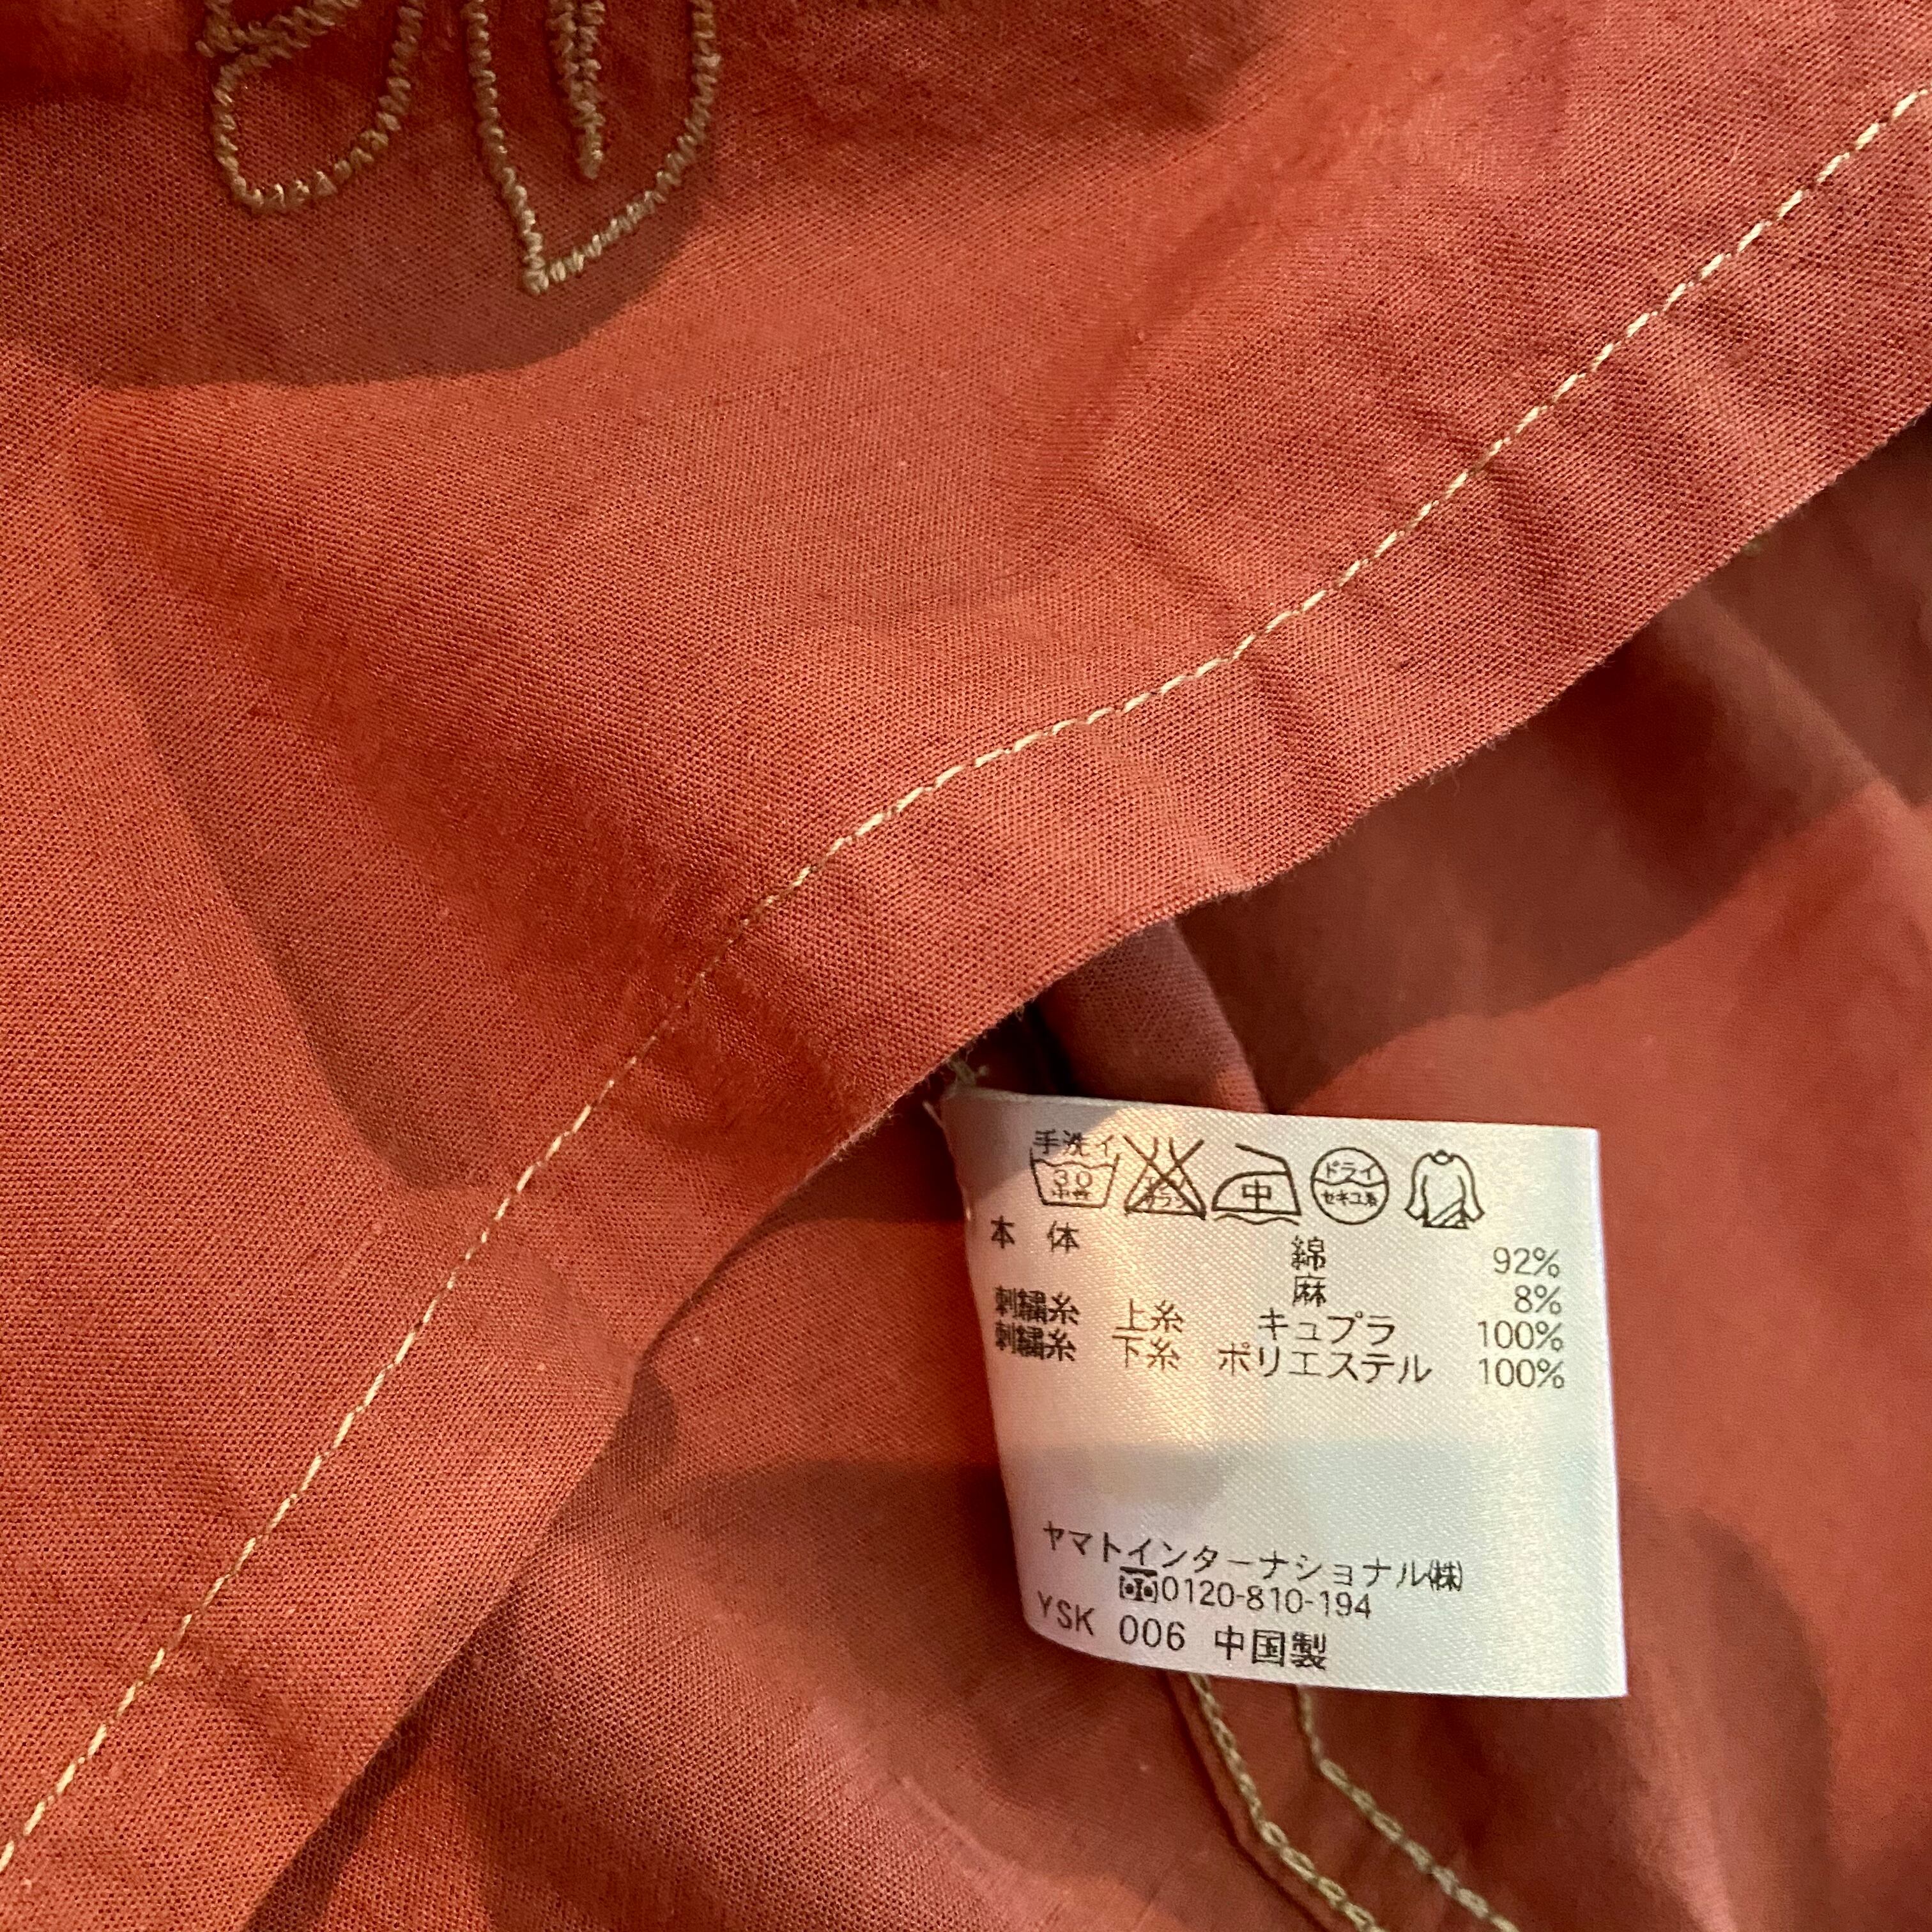 手洗イ
30
中性
中
ドライ
セキユ系
本 体 綿 92%
麻 8%
刺繍糸 上糸 キュプラ 100%
刺繍糸 下糸 ポリエステル 100%
ヤマトインターナショナル㈱
0120-810-194
YSK 006 中国製